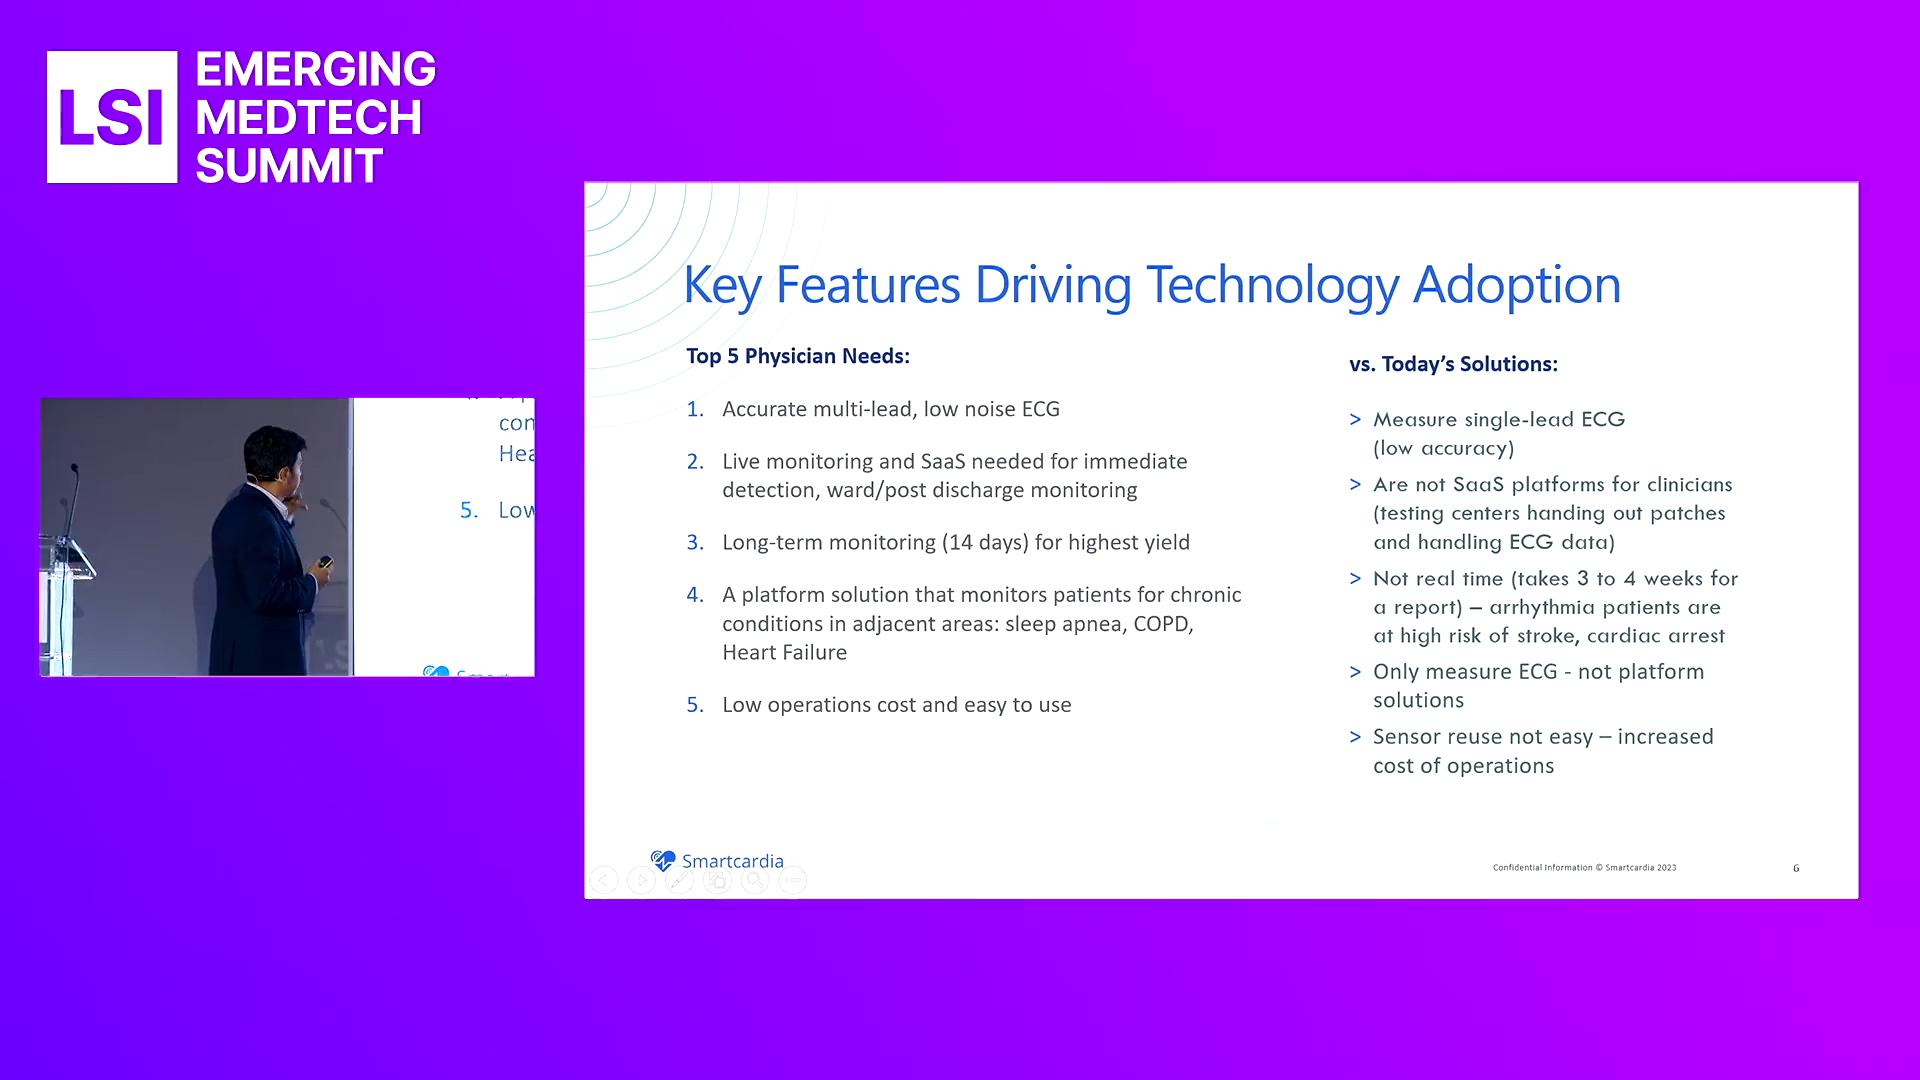 LSI
EMERGING
MEDTECH
SUMMIT
con
Hea
5. Low
Key Features Driving Technology Adoption
Top 5 Physician Needs:
1. Accurate multi-lead, low noise ECG
2. Live monitoring and SaaS needed for immediate
detection, ward/post discharge monitoring
3. Long-term monitoring (14 days) for highest yield
4. A platform solution that monitors patients for chronic
conditions in adjacent areas: sleep apnea, COPD,
Heart Failure
5. Low operations cost and easy to use
vs. Today's Solutions:
> Measure single-lead ECG
(low accuracy)
> Are not SaaS platforms for clinicians
(testing centers handing out patches
and handling ECG data)
> Not real time (takes 3 to 4 weeks for
a report) – arrhythmia patients are
at high risk of stroke, cardiac arrest
> Only measure ECG - not platform
solutions
> Sensor reuse not easy – increased
cost of operations
Smartcardia
Confidential Information © Smartcardia 2023
6